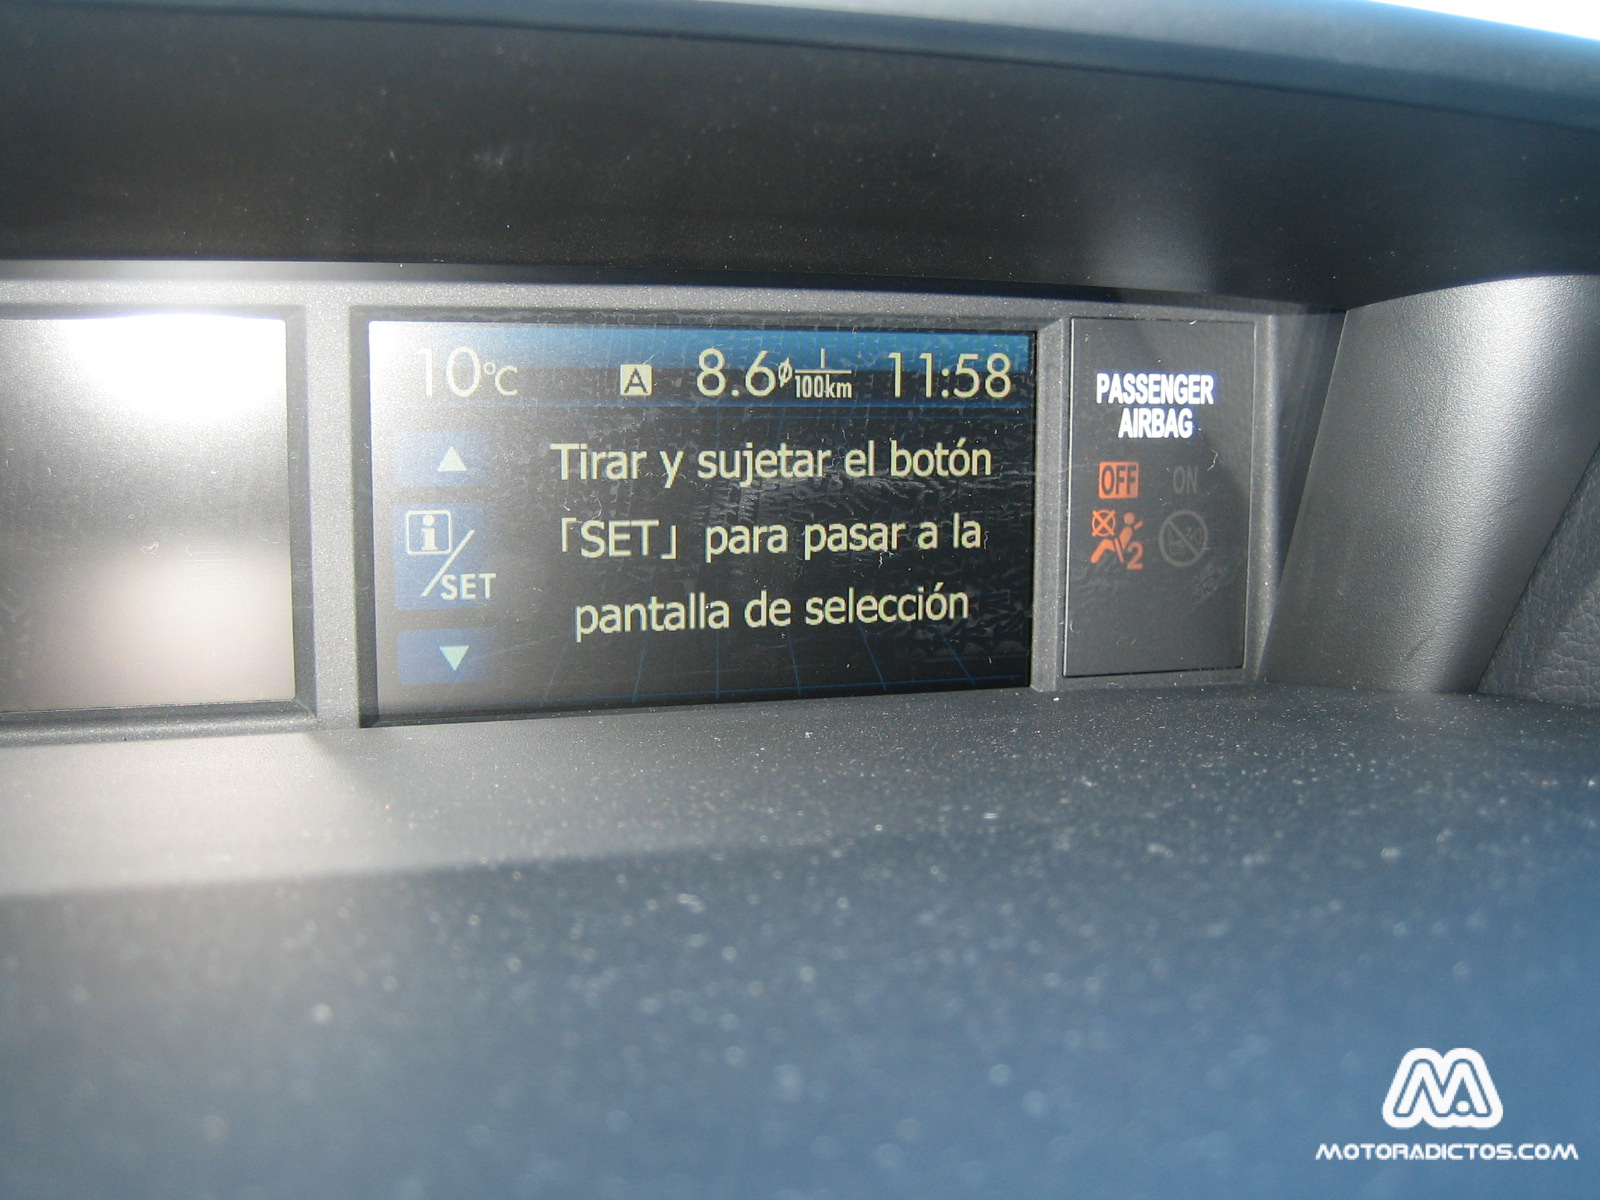 10°C A 8.6 ø l/100km 11:58
Tirar y sujetar el botón
「SET」 para pasar a la
pantalla de selección
i/SET
PASSENGER
AIRBAG
OFF ON
2
MOTORADICTOS.COM